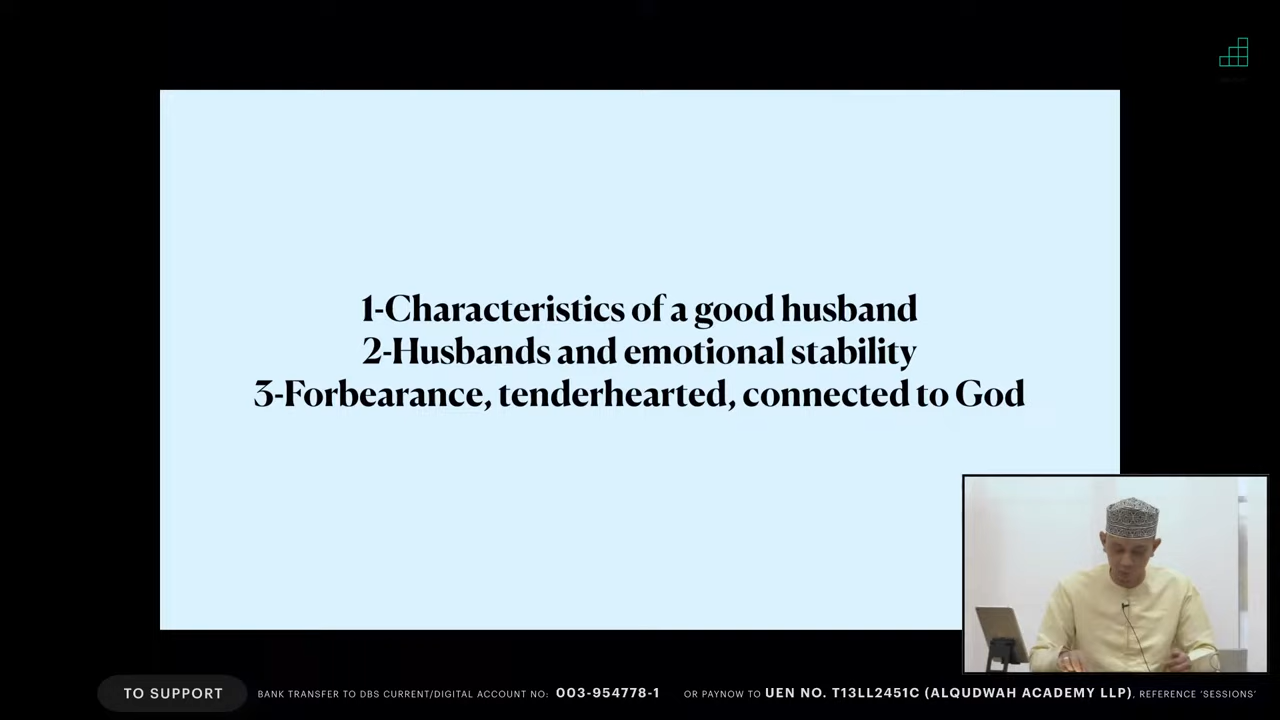 1-Characteristics of a good husband
2-Husbands and emotional stability
3-Forbearance, tenderhearted, connected to God
TO SUPPORT
BANK TRANSFER TO DBS CURRENT/DIGITAL ACCOUNT NO: 003-954778-1 OR PAYNOW TO UEN NO. T13LL2451C (ALQUDWAH ACADEMY LLP), REFERENCE 'SESSIONS'